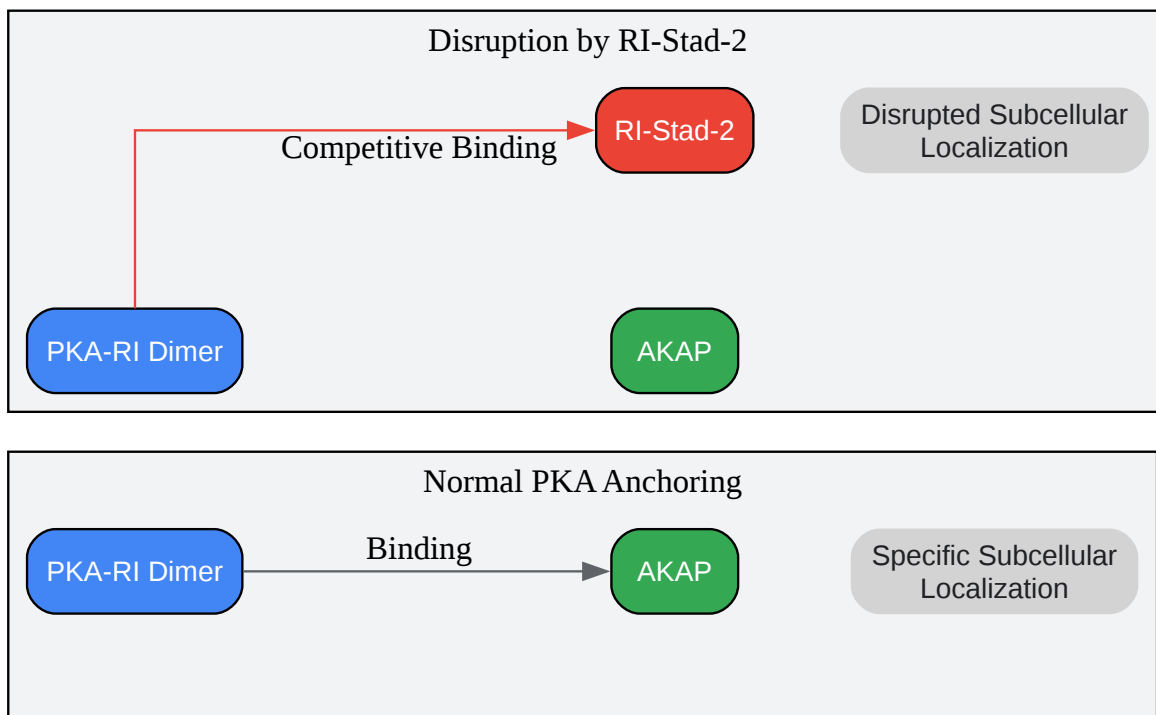 Disruption by RI-Stad-2
RI-Stad-2
Disrupted Subcellular
Localization
Competitive Binding
PKA-RI Dimer
AKAP
Normal PKA Anchoring
PKA-RI Dimer
Binding
AKAP
Specific Subcellular
Localization